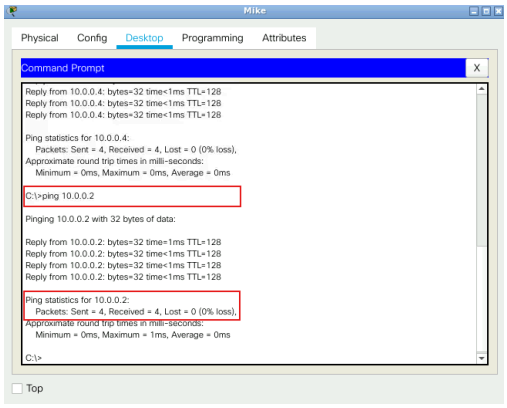 Mike
Physical Config Desktop Programming Attributes
Command Prompt X
Reply from 10.0.0.4: bytes=32 time<1ms TTL=128
Reply from 10.0.0.4: bytes=32 time<1ms TTL=128
Reply from 10.0.0.4: bytes=32 time<1ms TTL=128
Ping statistics for 10.0.0.4:
Packets: Sent = 4, Received = 4, Lost = 0 (0% loss),
Approximate round trip times in milli-seconds:
Minimum = 0ms, Maximum = 0ms, Average = 0ms
C:\>ping 10.0.0.2
Pinging 10.0.0.2 with 32 bytes of data:
Reply from 10.0.0.2: bytes=32 time=1ms TTL=128
Reply from 10.0.0.2: bytes=32 time<1ms TTL=128
Reply from 10.0.0.2: bytes=32 time<1ms TTL=128
Reply from 10.0.0.2: bytes=32 time<1ms TTL=128
Ping statistics for 10.0.0.2:
Packets: Sent = 4, Received = 4, Lost = 0 (0% loss),
Approximate round trip times in milli-seconds:
Minimum = 0ms, Maximum = 1ms, Average = 0ms
C:\>
Top